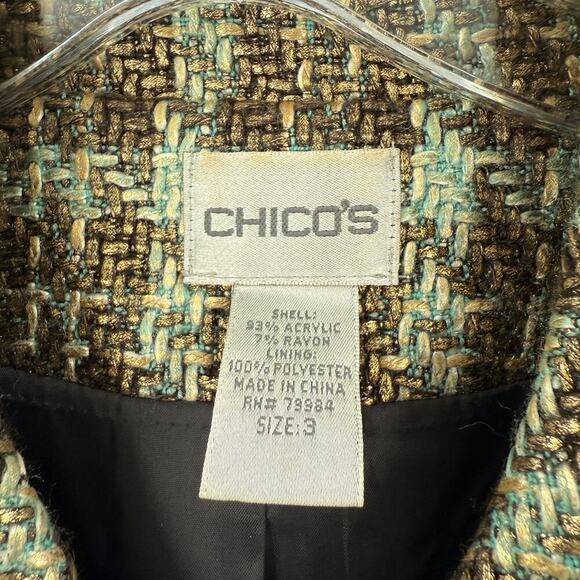 CHICO'S
SHELL:
93% ACRYLIC
7% RAYON
LINING:
100% POLYESTER
MADE IN CHINA
RN# 79984
SIZE: 3